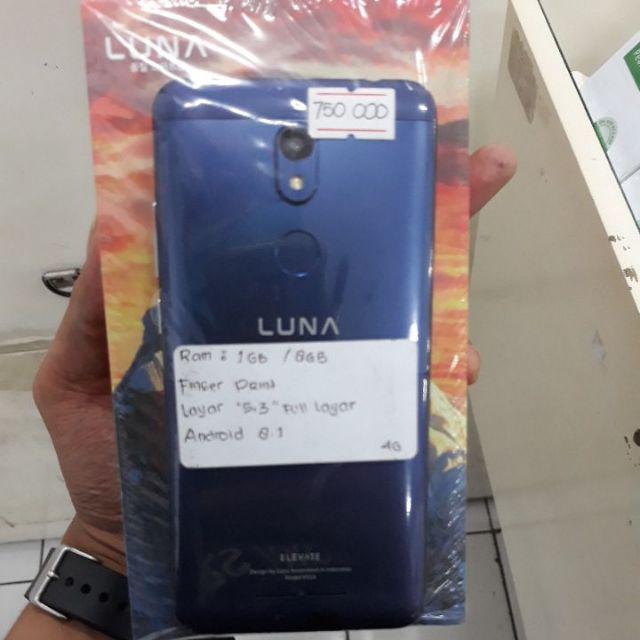 LUNA
750 000
LUNA
Ram : 1GB / 8GB
Finger Print
Layar "5.3" Full Layar
Android 8.1
4G
ELEVATE